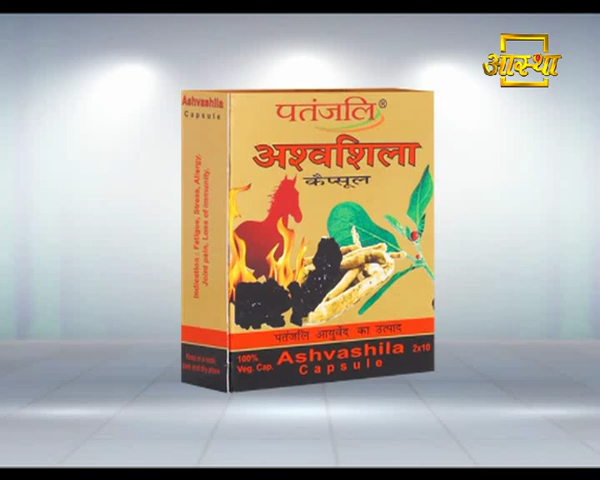 आस्था
Ashvashila
Capsule
Indication : Fatigue, Stress, Allergy,
Joint pain, Loss of immunity.
पतंजलि®
अश्वशिला
कैप्सूल
पतंजलि आयुर्वेद का उत्पाद
100%
Veg. Cap.
Ashvashila 2x10
Capsule